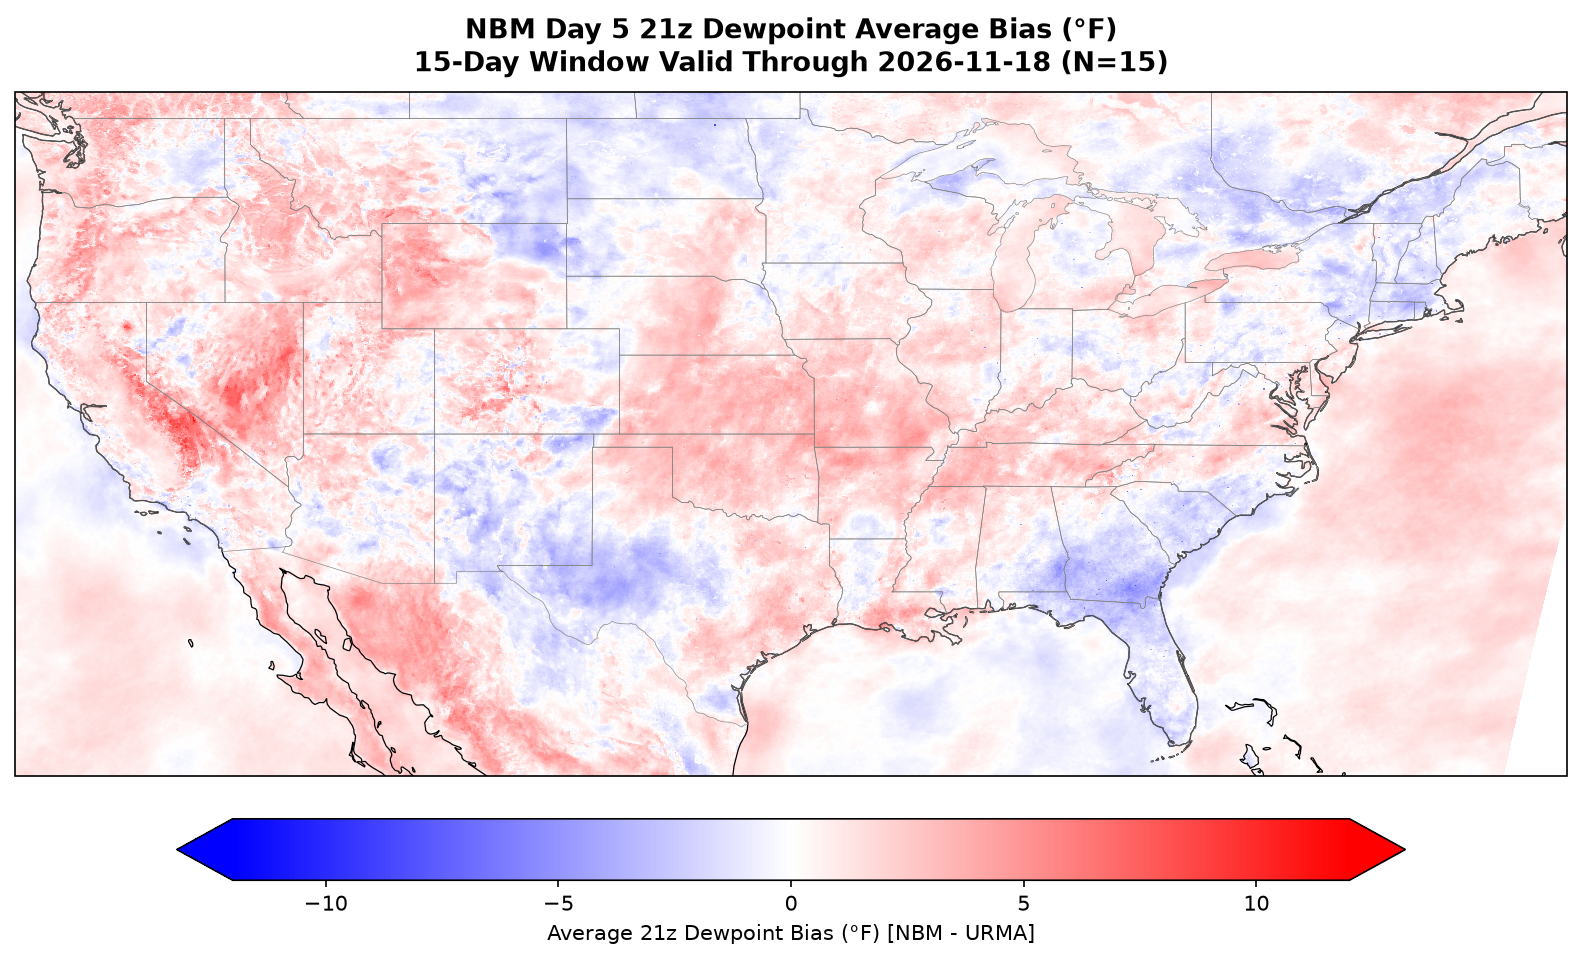 NBM Day 5 21z Dewpoint Average Bias (°F)
15-Day Window Valid Through 2026-11-18 (N=15)
−10 −5 0 5 10
Average 21z Dewpoint Bias (°F) [NBM - URMA]